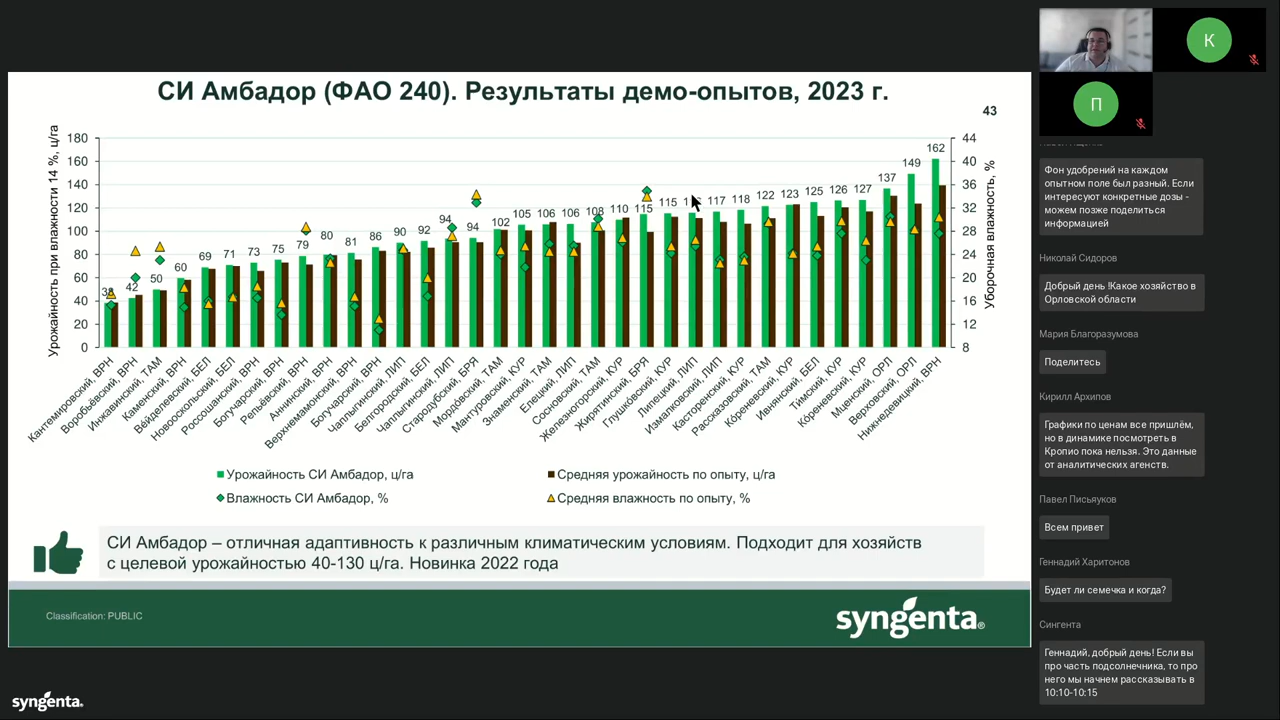 СИ Амбадор (ФАО 240). Результаты демо-опытов, 2023 г.
43
Урожайность при влажности 14 %, ц/га
180
160
140
120
100
80
60
40
20
0
44
40
36
32
28
24
20
16
12
8
Уборочная влажность, %
42 50 60 69 71 73 75 79 80 81 86 90 92 94 94 102 105 106 106 108 110 115 115 117 118 122 123 125 126 127 137 149 162
Кантемировский, ВРН
Воробьёвский, ВРН
Инжавинский, ТАМ
Каменский, ВРН
Вейделевский, БЕЛ
Новооскольский, БЕЛ
Россошанский, ВРН
Богучарский, ВРН
Репьёвский, ВРН
Аннинский, ВРН
Верхнемамонский, ВРН
Богучарский, ВРН
Чаплыгинский, ЛИП
Белгородский, БЕЛ
Чаплыгинский, ЛИП
Стародубский, БРЯ
Мордовский, ТАМ
Мантуровский, КУР
Знаменский, ТАМ
Елецкий, ЛИП
Сосновский, ТАМ
Железногорский, КУР
Жирятинский, БРЯ
Глушковский, КУР
Липецкий, ЛИП
Измалковский, ЛИП
Касторенский, КУР
Рассказовский, ТАМ
Кореневский, КУР
Ивнянский, БЕЛ
Тимский, КУР
Кореневский, КУР
Мценский, ОРЛ
Верховский, ОРЛ
Нижнедевицкий, ВРН
Урожайность СИ Амбадор, ц/га
Средняя урожайность по опыту, ц/га
Влажность СИ Амбадор, %
Средняя влажность по опыту, %
СИ Амбадор – отличная адаптивность к различным климатическим условиям. Подходит для хозяйств
с целевой урожайностью 40-130 ц/га. Новинка 2022 года
Classification: PUBLIC
syngenta®
syngenta.
К
П
Фон удобрений на каждом
опытном поле был разный. Если
интересуют конкретные дозы -
можем позже поделиться
информацией
Николай Сидоров
Добрый день !Какое хозяйство в
Орловской области
Мария Благоразумова
Поделитесь
Кирилл Архипов
Графики по ценам все пришлём,
но в динамике посмотреть в
Кропио пока нельзя. Это данные
от аналитических агенств.
Павел Письяуков
Всем привет
Геннадий Харитонов
Будет ли семечка и когда?
Сингента
Геннадий, добрый день! Если вы
про часть подсолнечника, то про
него мы начнем рассказывать в
10:10-10:15